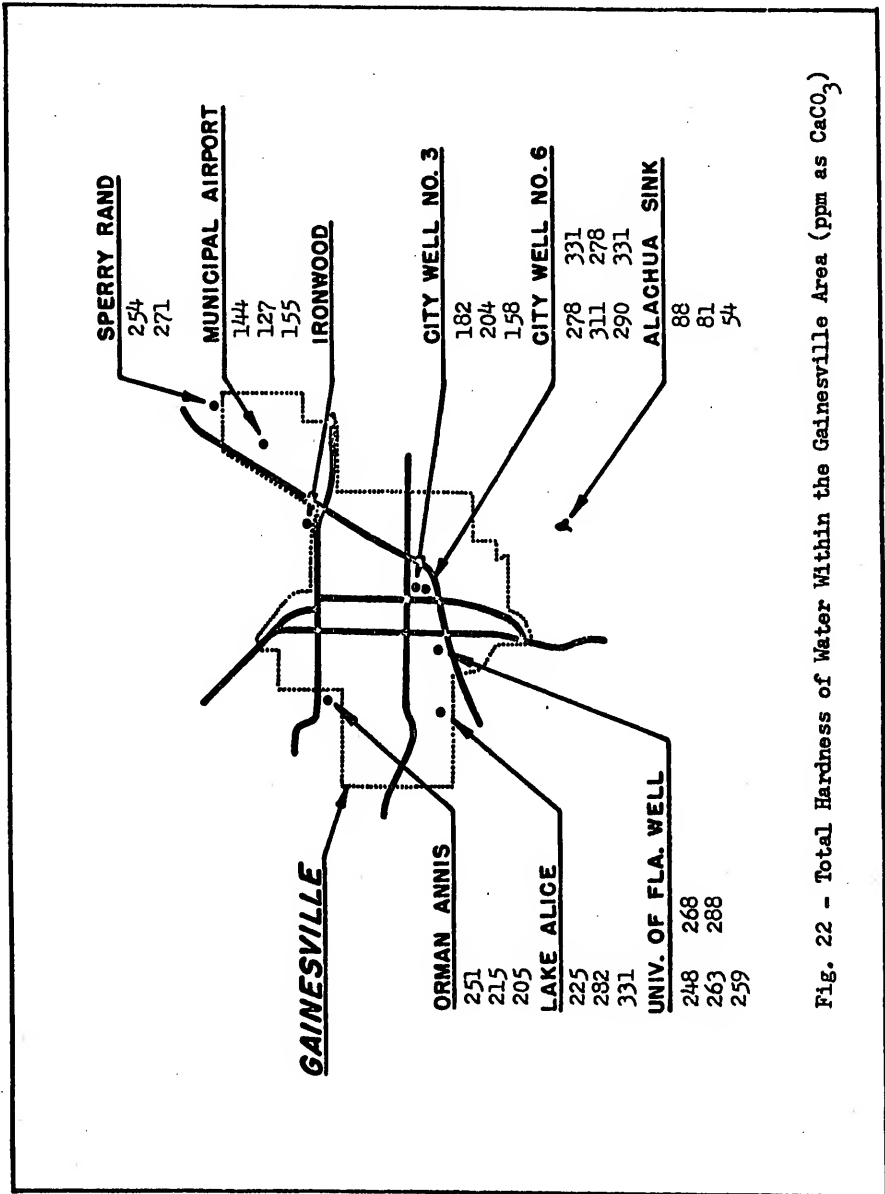 SPERRY RAND
254
271
MUNICIPAL AIRPORT
144
127
155
IRONWOOD
CITY WELL NO. 3
182
204
158
CITY WELL NO. 6
278 331
311 278
290 331
ALACHUA SINK
88
81
54
GAINESVILLE
ORMAN ANNIS
251
215
205
LAKE ALICE
225
282
331
UNIV. OF FLA. WELL
248 268
263 288
259
Fig. 22 - Total Hardness of Water Within the Gainesville Area (ppm as CaCO3)